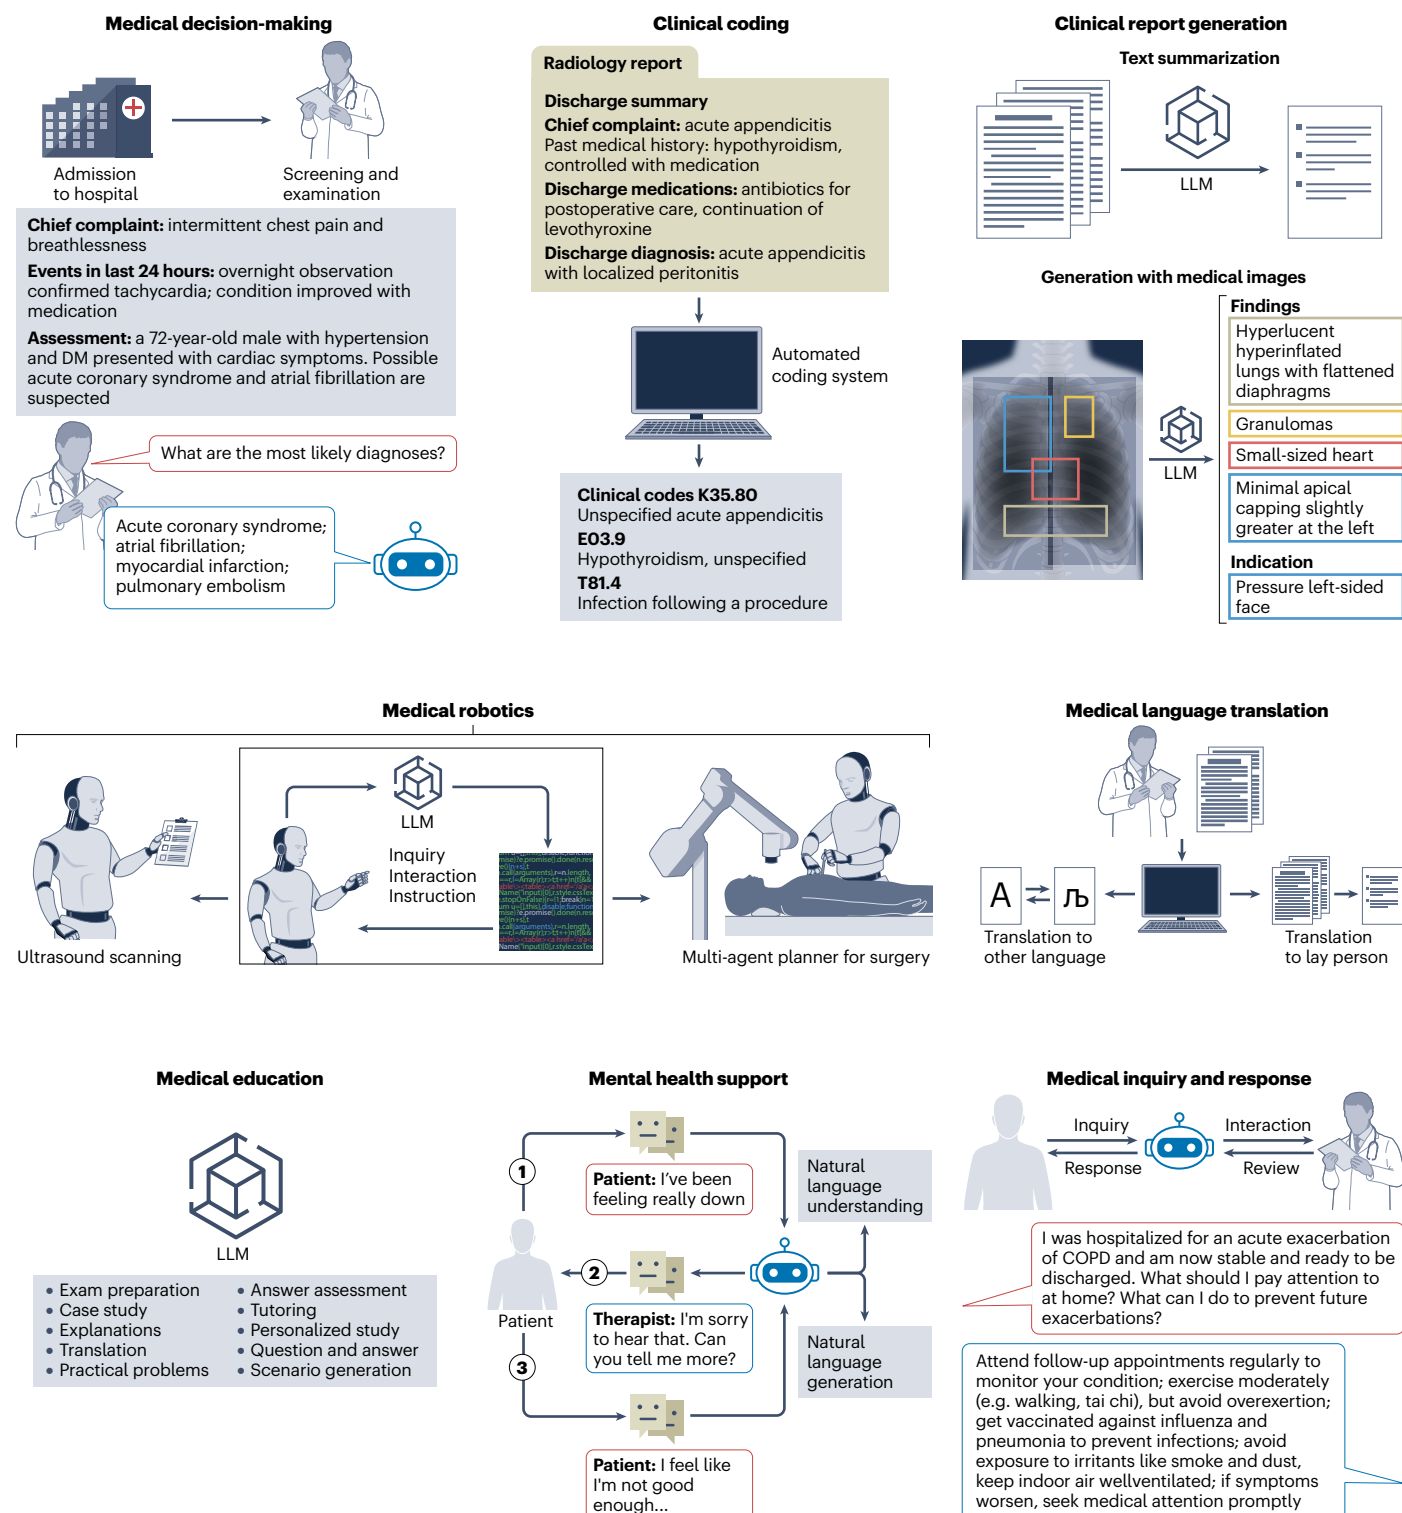 Medical decision-making
Admission
to hospital
Screening and
examination
Chief complaint: intermittent chest pain and
breathlessness
Events in last 24 hours: overnight observation
confirmed tachycardia; condition improved with
medication
Assessment: a 72-year-old male with hypertension
and DM presented with cardiac symptoms. Possible
acute coronary syndrome and atrial fibrillation are
suspected
What are the most likely diagnoses?
Acute coronary syndrome;
atrial fibrillation;
myocardial infarction;
pulmonary embolism
Clinical coding
Radiology report
Discharge summary
Chief complaint: acute appendicitis
Past medical history: hypothyroidism,
controlled with medication
Discharge medications: antibiotics for
postoperative care, continuation of
levothyroxine
Discharge diagnosis: acute appendicitis
with localized peritonitis
Automated
coding system
Clinical codes K35.80
Unspecified acute appendicitis
E03.9
Hypothyroidism, unspecified
T81.4
Infection following a procedure
Clinical report generation
Text summarization
LLM
Generation with medical images
LLM
Findings
Hyperlucent
hyperinflated
lungs with flattened
diaphragms
Granulomas
Small-sized heart
Minimal apical
capping slightly
greater at the left
Indication
Pressure left-sided
face
Medical robotics
Ultrasound scanning
LLM
Inquiry
Interaction
Instruction
Multi-agent planner for surgery
Medical language translation
A
Љ
Translation to
other language
Translation
to lay person
Medical education
LLM
• Exam preparation
• Case study
• Explanations
• Translation
• Practical problems
• Answer assessment
• Tutoring
• Personalized study
• Question and answer
• Scenario generation
Mental health support
1
Patient: I've been
feeling really down
Natural
language
understanding
2
Patient
Therapist: I'm sorry
to hear that. Can
you tell me more?
Natural
language
generation
3
Patient: I feel like
I'm not good
enough...
Medical inquiry and response
Inquiry
Response
Interaction
Review
I was hospitalized for an acute exacerbation
of COPD and am now stable and ready to be
discharged. What should I pay attention to
at home? What can I do to prevent future
exacerbations?
Attend follow-up appointments regularly to
monitor your condition; exercise moderately
(e.g. walking, tai chi), but avoid overexertion;
get vaccinated against influenza and
pneumonia to prevent infections; avoid
exposure to irritants like smoke and dust,
keep indoor air wellventilated; if symptoms
worsen, seek medical attention promptly